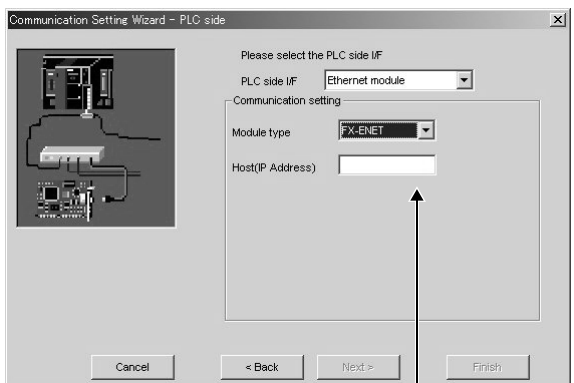 Communication Setting Wizard - PLC side
Please select the PLC side I/F
PLC side I/F Ethernet module
Communication setting
Module type FX-ENET
Host(IP Address)
Cancel < Back Next > Finish